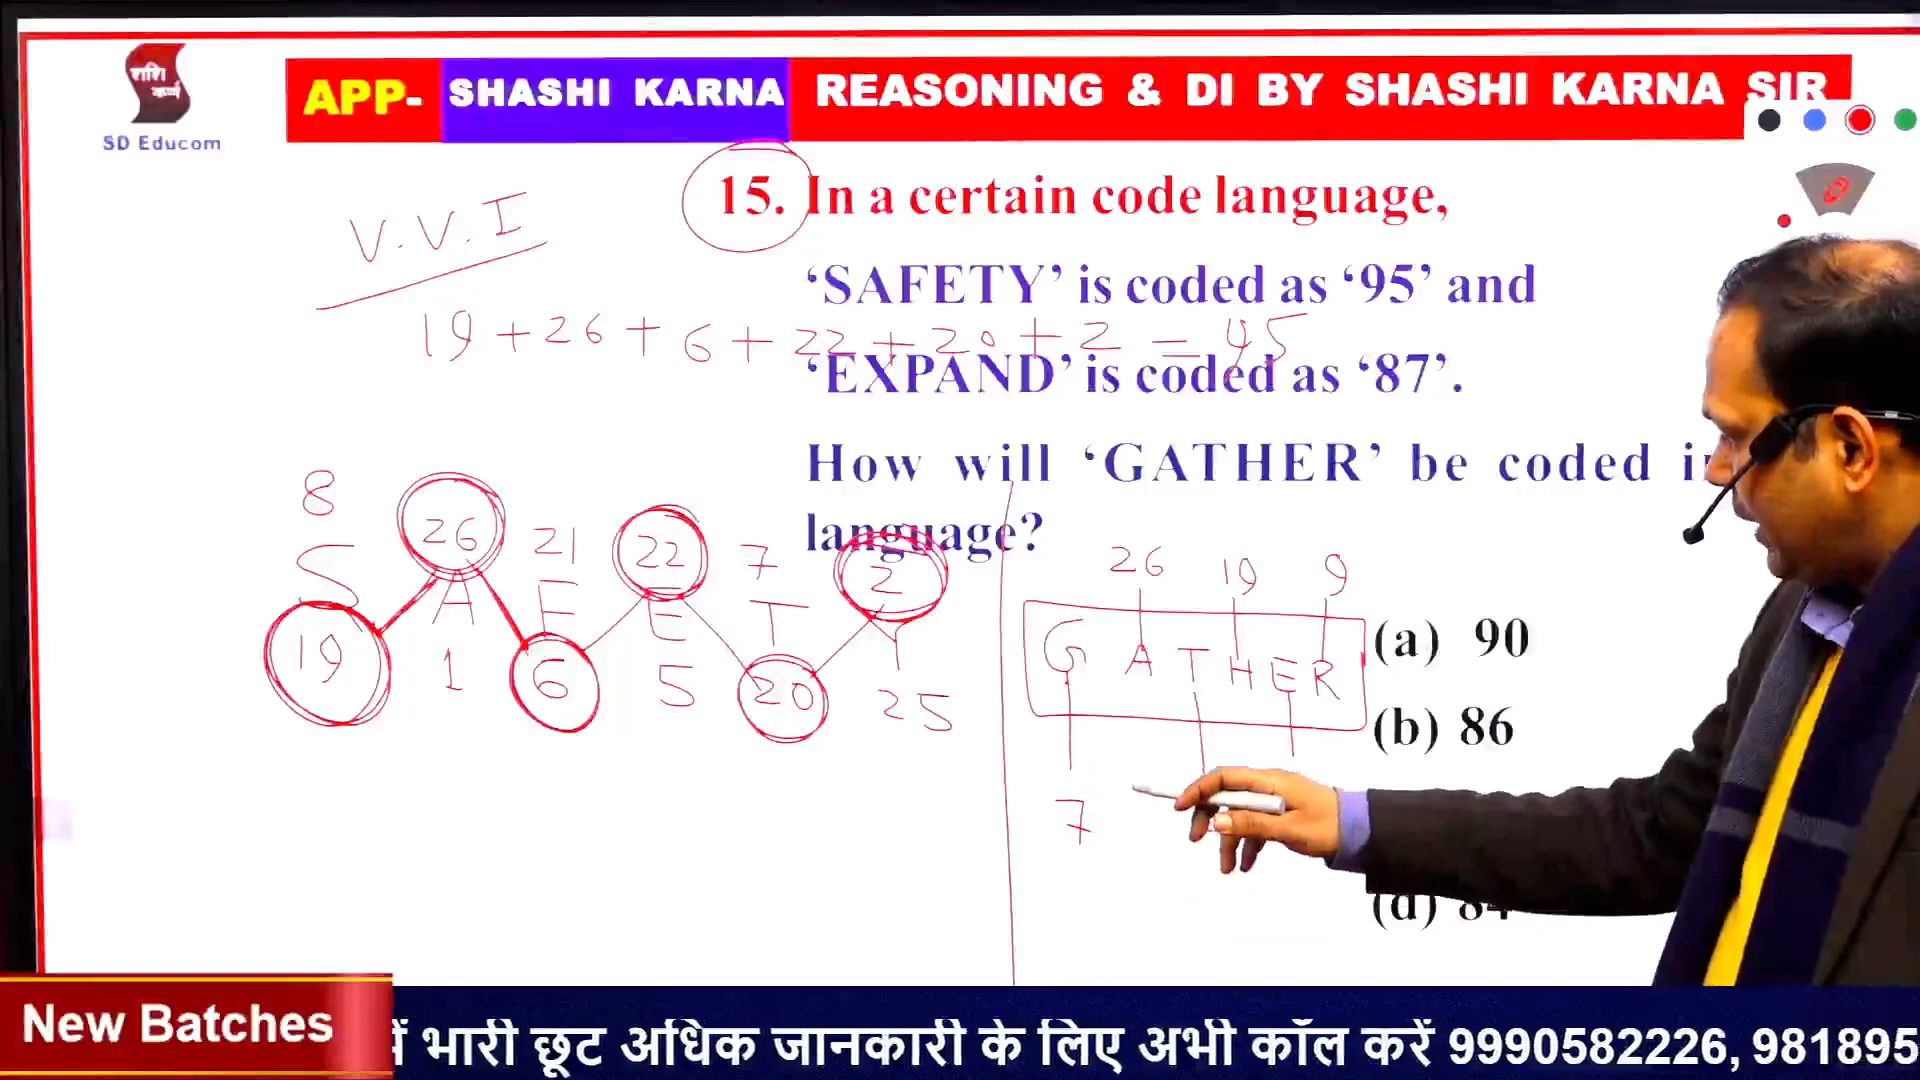 शशि
कर्ण
SD Educom
APP- SHASHI KARNA REASONING & DI BY SHASHI KARNA SIR
V.V.I
15. In a certain code language,
‘SAFETY’ is coded as ‘95’ and
19 + 26 + 6 + 22 + 20 + 2 = 95
‘EXPAND’ is coded as ‘87’.
How will ‘GATHER’ be coded in
language?
8 26 21 22 7 2
S A F E T Y
19 1 6 5 20 25
26 19 9
G A T H E R
7
(a) 90
(b) 86
(d) 84
New Batches
में भारी छूट अधिक जानकारी के लिए अभी कॉल करें 9990582226, 981895